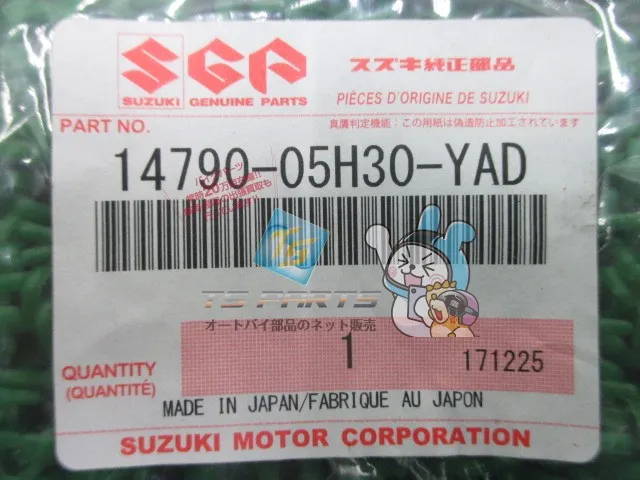 SGP
スズキ純正部品
SUZUKI GENUINE PARTS
PIÈCES D'ORIGINE DE SUZUKI
PART NO.
真贋判定機能:この用紙は偽造防止加工されています
14790-05H30-YAD
TS PARTS
オートバイ部品のネット販売
QUANTITY
(QUANTITÉ)
1
171225
MADE IN JAPAN/FABRIQUE AU JAPON
SUZUKI MOTOR CORPORATION